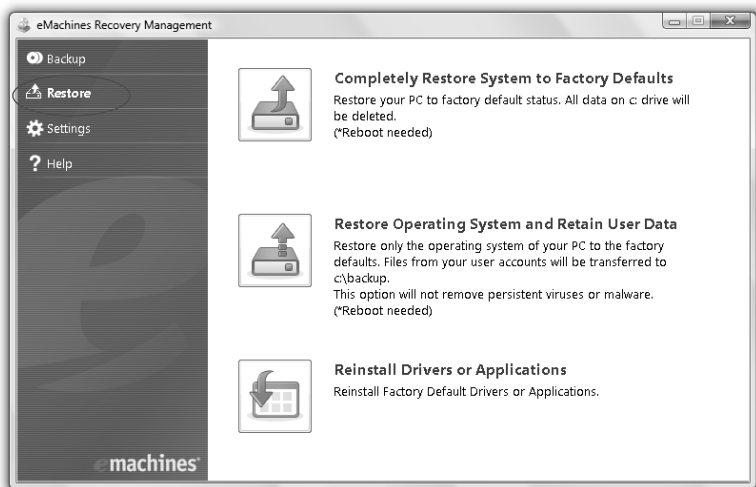 eMachines Recovery Management
Backup
Restore
Settings
Help
Completely Restore System to Factory Defaults
Restore your PC to factory default status. All data on c: drive will
be deleted.
(*Reboot needed)
Restore Operating System and Retain User Data
Restore only the operating system of your PC to the factory
defaults. Files from your user accounts will be transferred to
c:\backup.
This option will not remove persistent viruses or malware.
(*Reboot needed)
Reinstall Drivers or Applications
Reinstall Factory Default Drivers or Applications.
emachines